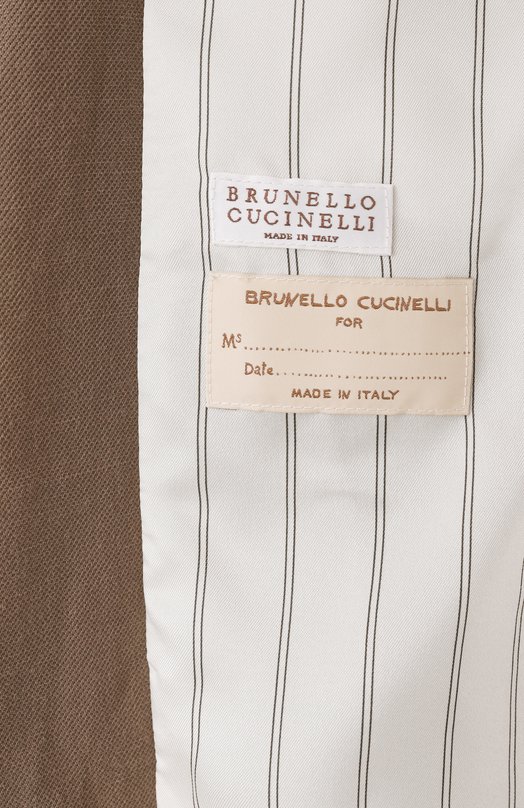 BRUNELLO
CUCINELLI
MADE IN ITALY
BRUNELLO CUCINELLI
FOR
Ms................................................
Date....................................
MADE IN ITALY